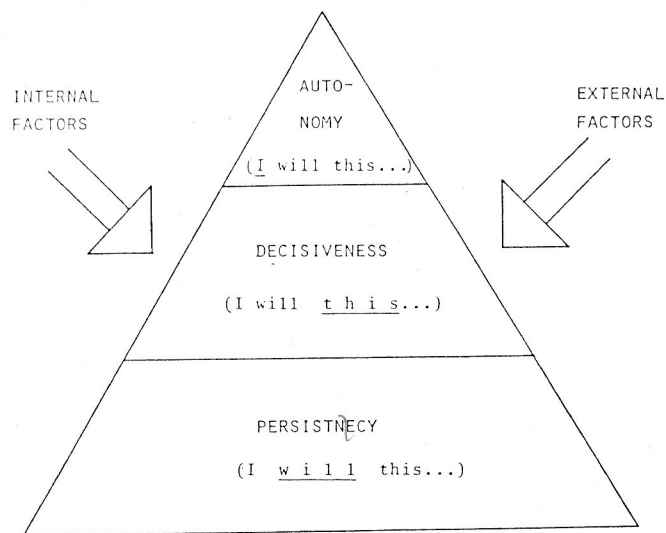 AUTO-
NOMY
(I will this...)
INTERNAL
FACTORS
EXTERNAL
FACTORS
DECISIVENESS
(I will t h i s...)
PERSISTNECY
(I w i l l this...)